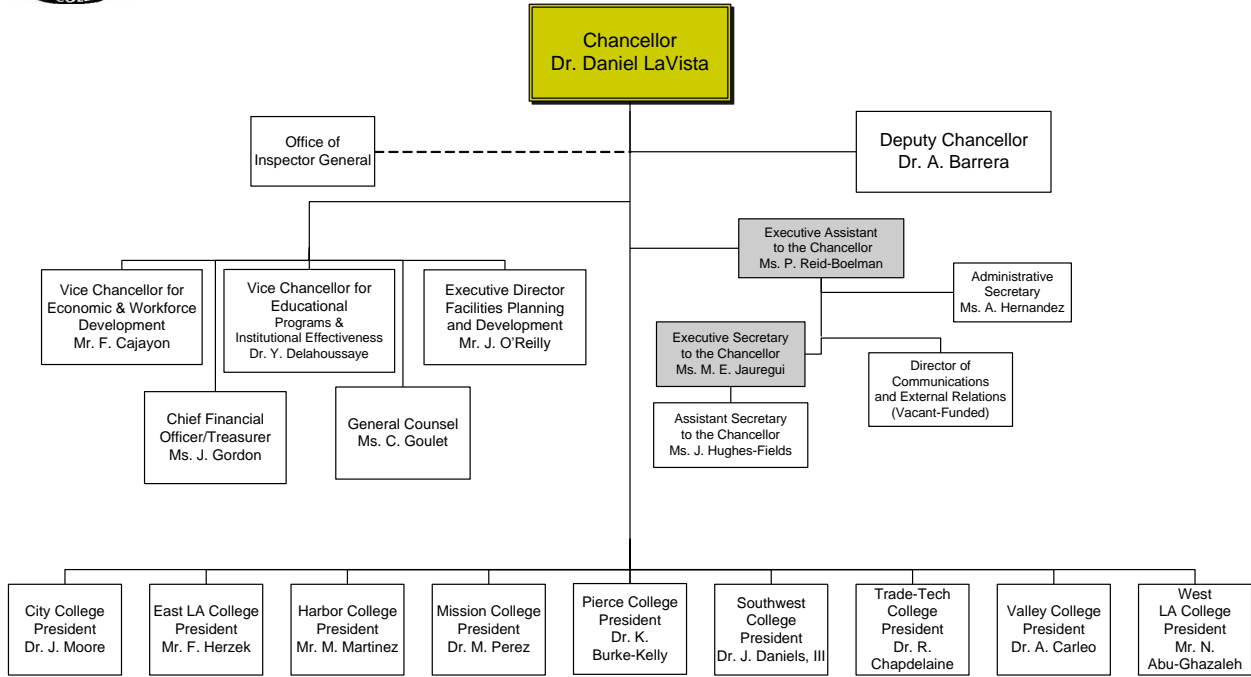 Chancellor
Dr. Daniel LaVista
Office of
Inspector General
Deputy Chancellor
Dr. A. Barrera
Executive Assistant
to the Chancellor
Ms. P. Reid-Boelman
Administrative
Secretary
Ms. A. Hernandez
Vice Chancellor for
Economic & Workforce
Development
Mr. F. Cajayon
Vice Chancellor for
Educational
Programs &
Institutional Effectiveness
Dr. Y. Delahoussaye
Executive Director
Facilities Planning
and Development
Mr. J. O'Reilly
Executive Secretary
to the Chancellor
Ms. M. E. Jauregui
Director of
Communications
and External Relations
(Vacant-Funded)
Chief Financial
Officer/Treasurer
Ms. J. Gordon
General Counsel
Ms. C. Goulet
Assistant Secretary
to the Chancellor
Ms. J. Hughes-Fields
City College
President
Dr. J. Moore
East LA College
President
Mr. F. Herzek
Harbor College
President
Mr. M. Martinez
Mission College
President
Dr. M. Perez
Pierce College
President
Dr. K.
Burke-Kelly
Southwest
College
President
Dr. J. Daniels, III
Trade-Tech
College
President
Dr. R.
Chapdelaine
Valley College
President
Dr. A. Carleo
West
LA College
President
Mr. N.
Abu-Ghazaleh